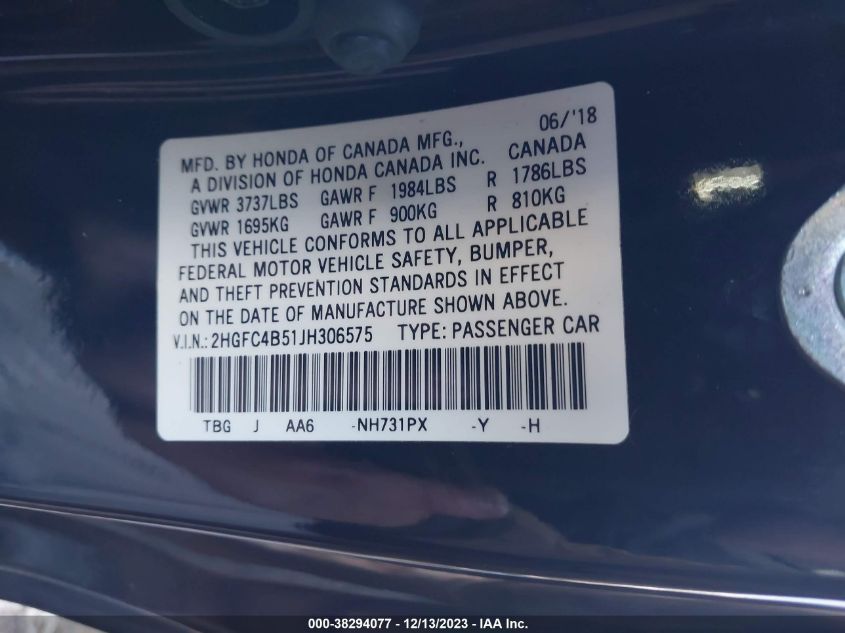 06/'18
MFD. BY HONDA OF CANADA MFG., CANADA
A DIVISION OF HONDA CANADA INC.
GVWR 3737LBS GAWR F 1984LBS R 1786LBS
GVWR 1695KG GAWR F 900KG R 810KG
THIS VEHICLE CONFORMS TO ALL APPLICABLE
FEDERAL MOTOR VEHICLE SAFETY, BUMPER,
AND THEFT PREVENTION STANDARDS IN EFFECT
ON THE DATE OF MANUFACTURE SHOWN ABOVE.
V.I.N.: 2HGFC4B51JH306575 TYPE: PASSENGER CAR
TBG J AA6 -NH731PX -Y -H
000-38294077 - 12/13/2023 - IAA Inc.